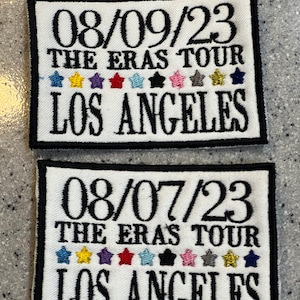 08/09/23
THE ERAS TOUR
LOS ANGELES
08/07/23
THE ERAS TOUR
LOS ANGELES